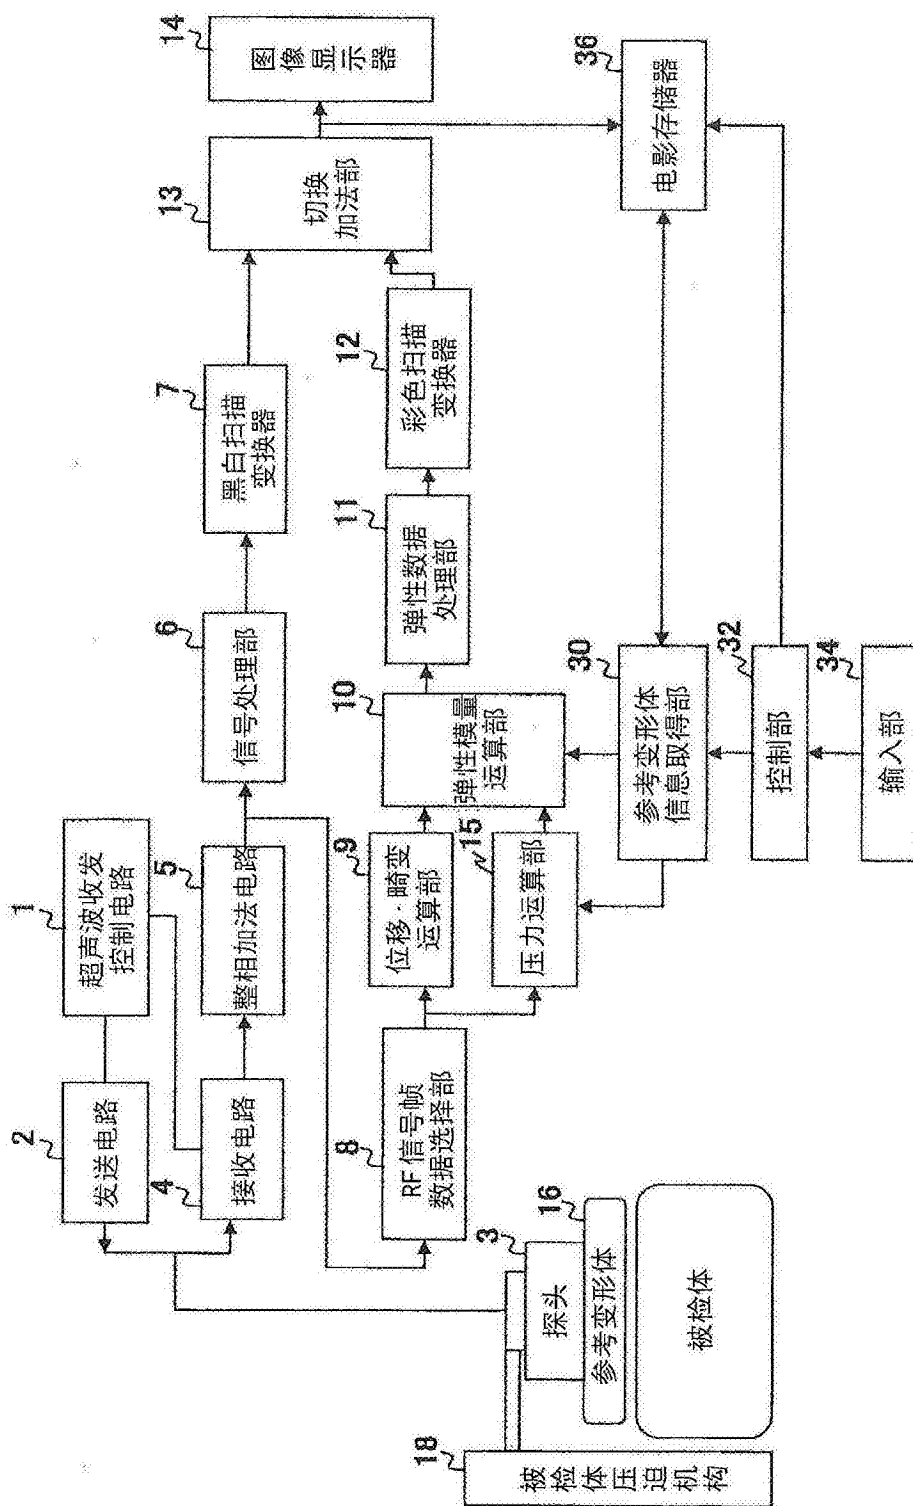 1
超声波收发
控制电路
2
发送电路
4
接收电路
5
整相加法电路
6
信号处理部
7
黑白扫描
变换器
13
切换
加法部
14
图像显示器
8
RF信号帧
数据选择部
9
位移·畸变
运算部
15
压力运算部
10
弹性模量
运算部
11
弹性数据
处理部
12
彩色扫描
变换器
18
被检体压迫机构
3
探头
16
参考变形体
被检体
30
参考变形体
信息取得部
32
控制部
34
输入部
36
电影存储器